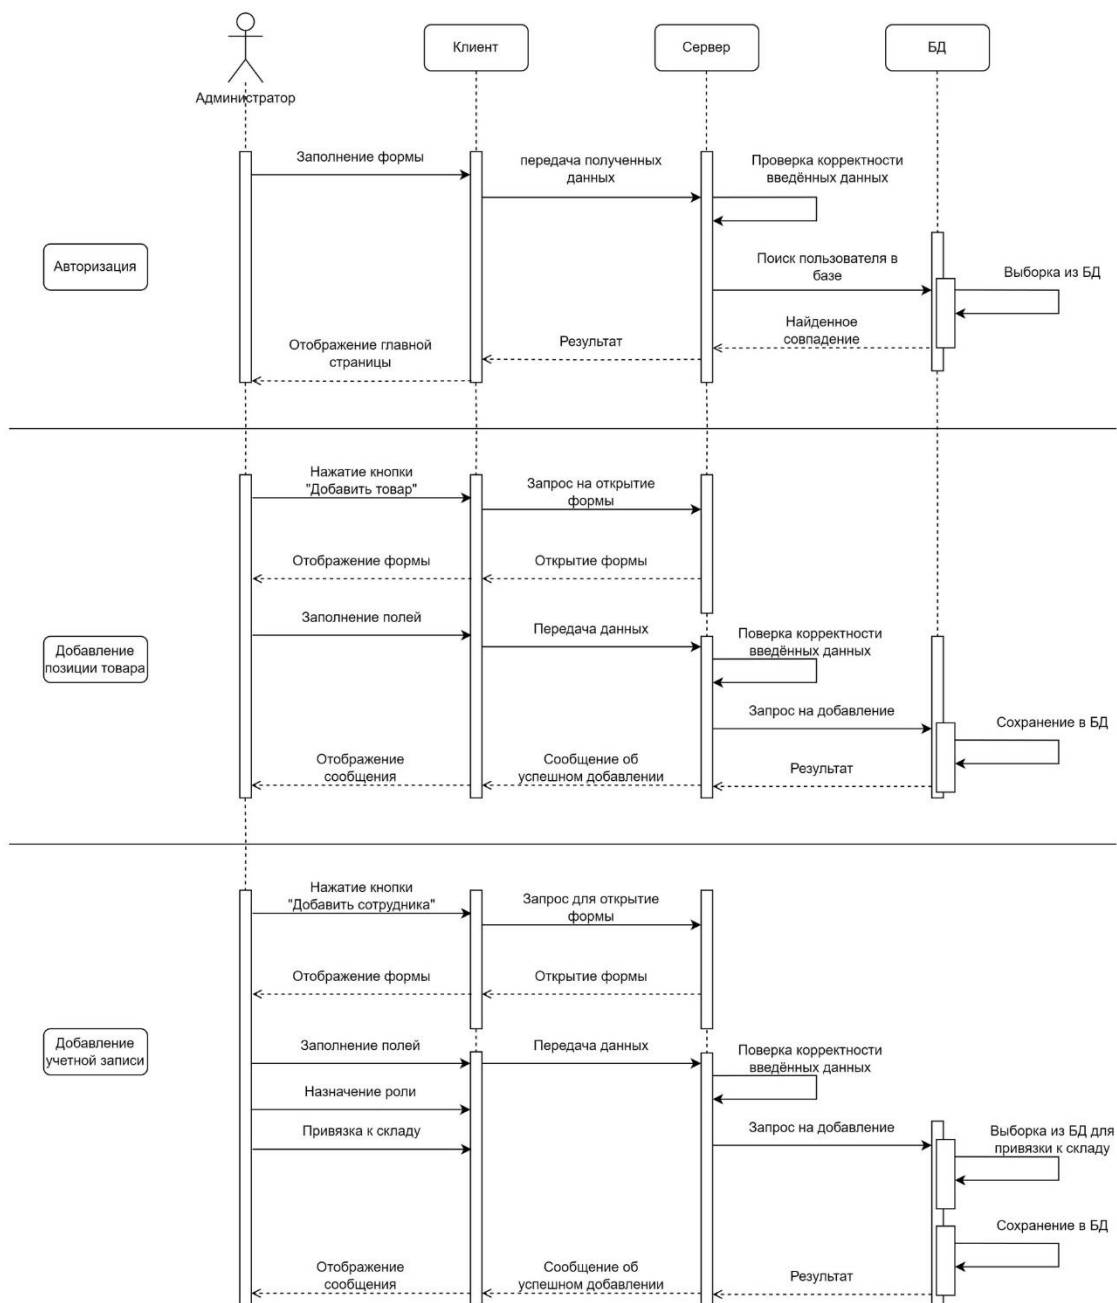 Клиент
Сервер
БД
Администратор
Заполнение формы
передача полученных
данных
Проверка корректности
введённых данных
Авторизация
Поиск пользователя в
базе
Выборка из БД
Найденное
совпадение
Результат
Отображение главной
страницы
Нажатие кнопки
"Добавить товар"
Запрос на открытие
формы
Отображение формы
Открытие формы
Заполнение полей
Передача данных
Поверка корректности
введённых данных
Добавление
позиции товара
Запрос на добавление
Сохранение в БД
Отображение
сообщения
Сообщение об
успешном добавлении
Результат
Нажатие кнопки
"Добавить сотрудника"
Запрос для открытие
формы
Отображение формы
Открытие формы
Добавление
учетной записи
Заполнение полей
Передача данных
Поверка корректности
введённых данных
Назначение роли
Привязка к складу
Запрос на добавление
Выборка из БД для
привязки к складу
Сохранение в БД
Отображение
сообщения
Сообщение об
успешном добавлении
Результат